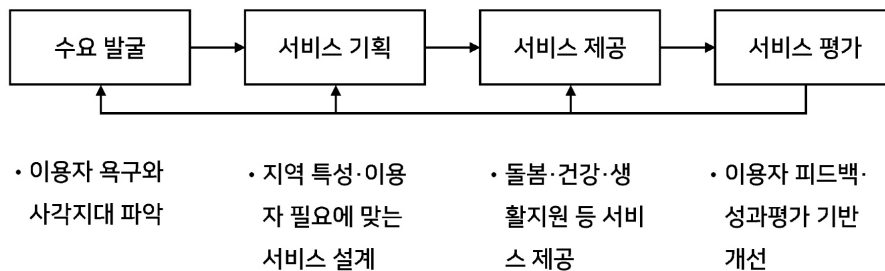 수요 발굴
서비스 기획
서비스 제공
서비스 평가
• 이용자 욕구와
사각지대 파악
• 지역 특성·이용
자 필요에 맞는
서비스 설계
• 돌봄·건강·생
활지원 등 서비
스 제공
• 이용자 피드백·
성과평가 기반
개선